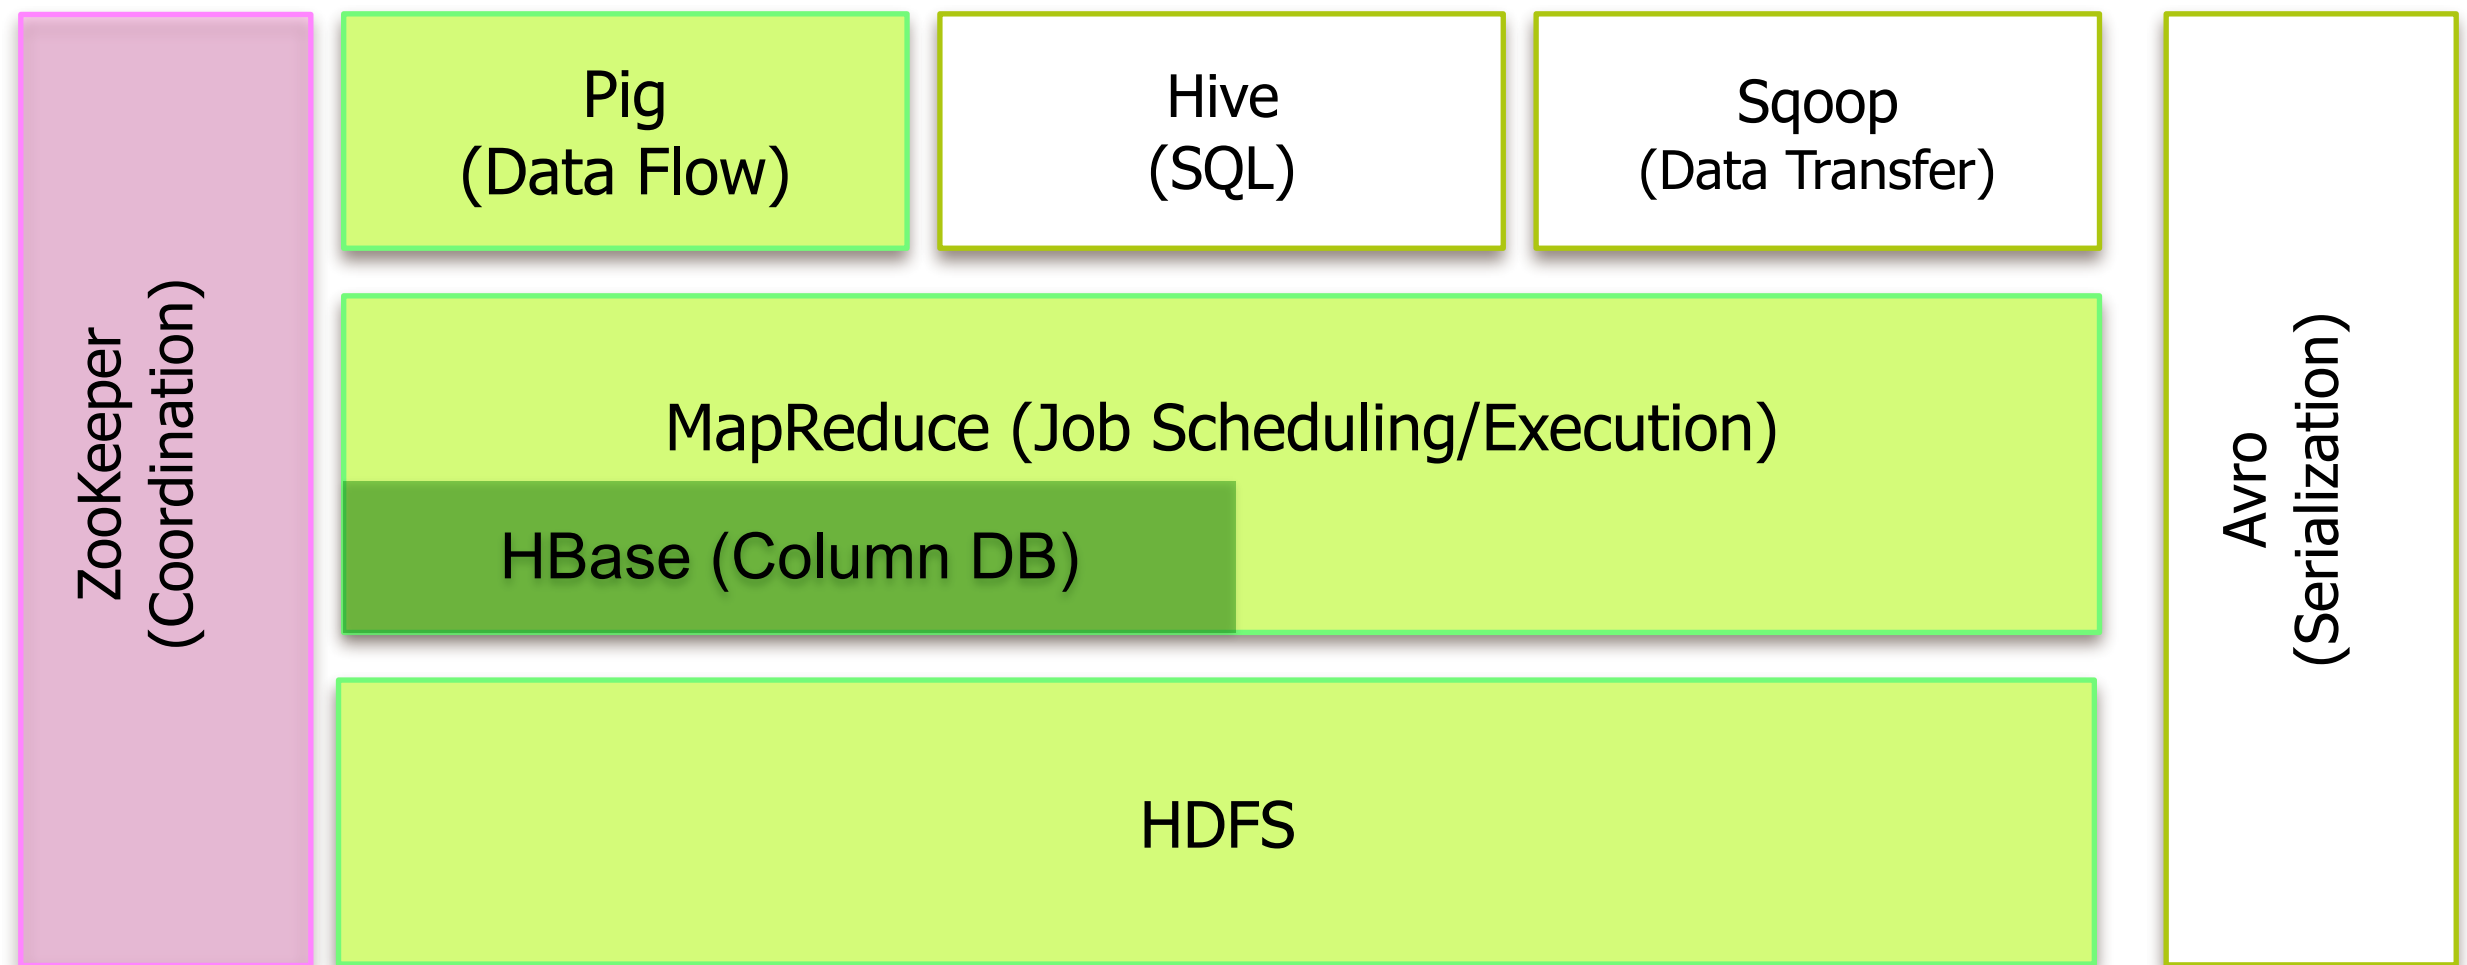 ZooKeeper
(Coordination)
Pig
(Data Flow)
Hive
(SQL)
Sqoop
(Data Transfer)
MapReduce (Job Scheduling/Execution)
HBase (Column DB)
HDFS
Avro
(Serialization)